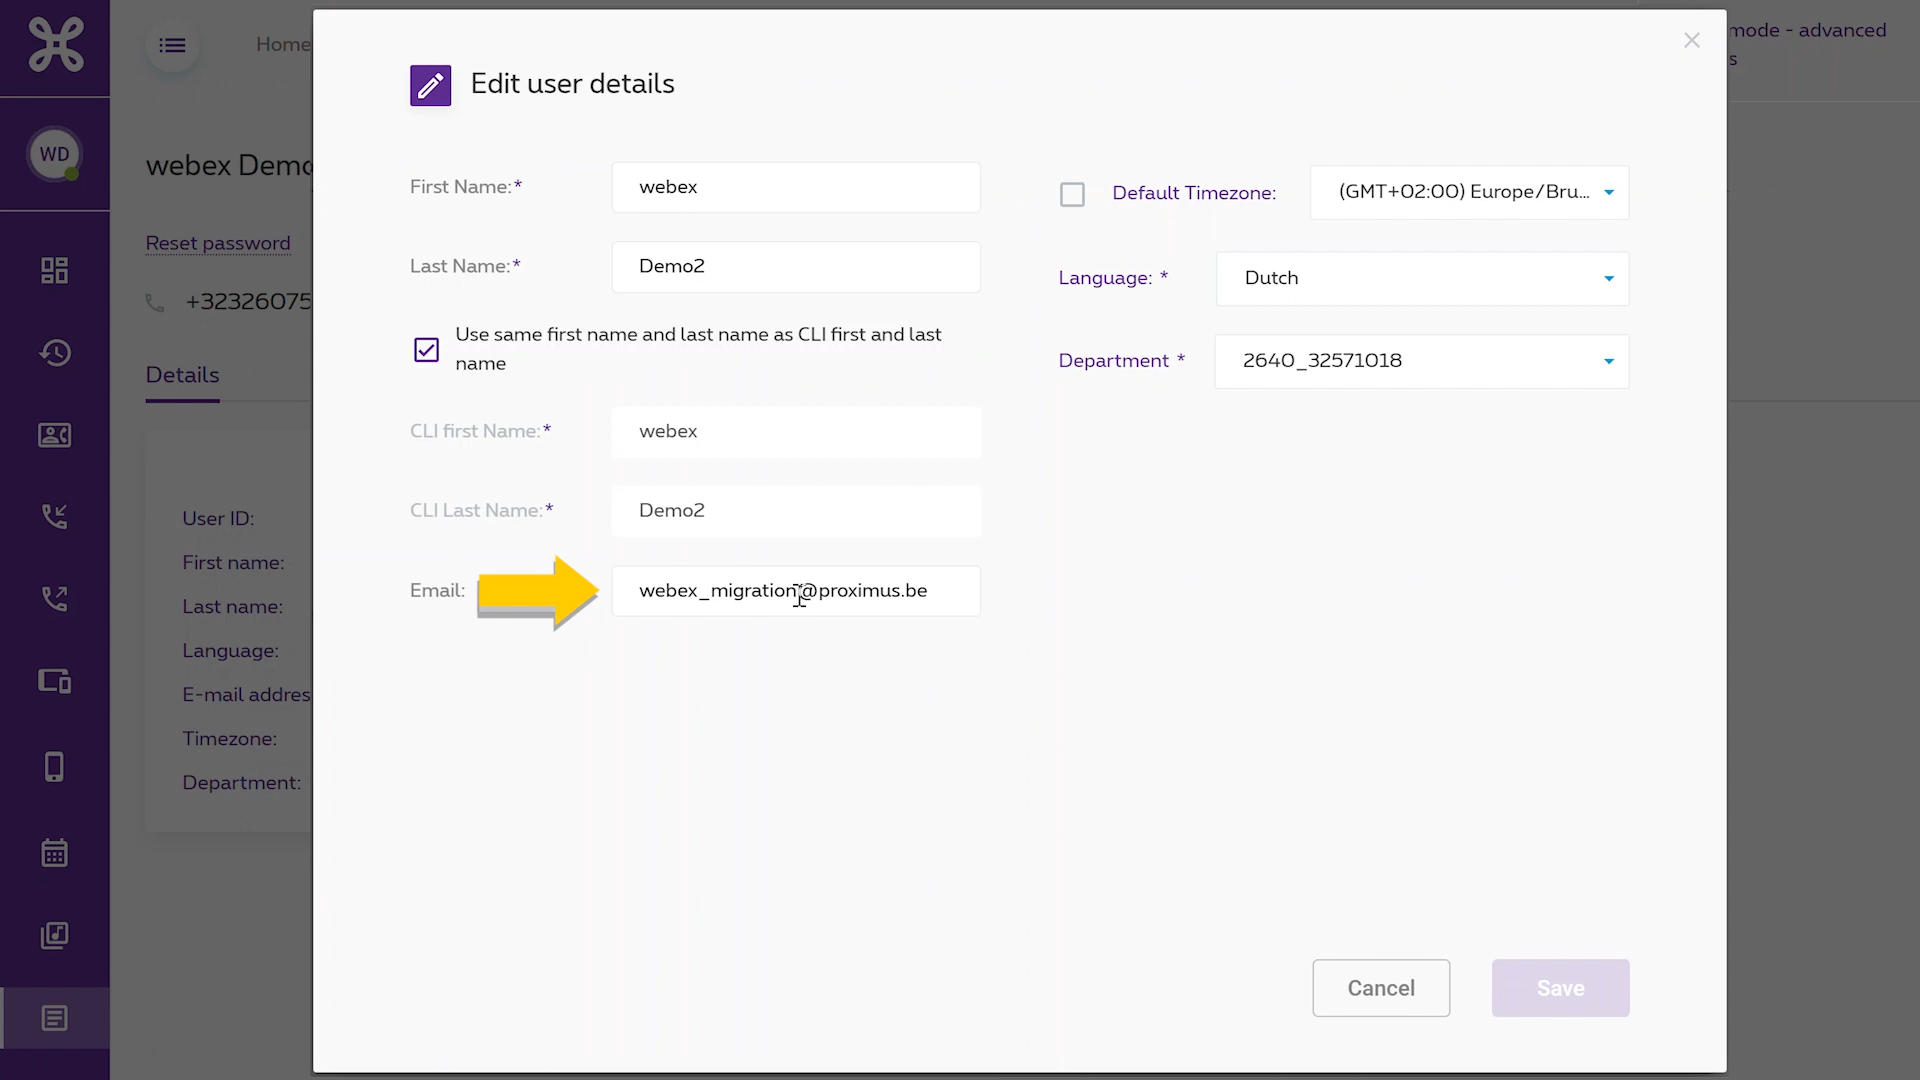 Home
mode - advanced
s
WD
webex Demo
Reset password
+32326075
Details
User ID:
First name:
Last name:
Language:
E-mail addres
Timezone:
Department:
Edit user details
First Name:*
webex
Last Name:*
Demo2
Use same first name and last name as CLI first and last
name
CLI first Name:*
webex
CLI Last Name:*
Demo2
Email:
webex_migration@proximus.be
Default Timezone:
(GMT+02:00) Europe/Bru...
Language: *
Dutch
Department *
2640_32571018
Cancel
Save